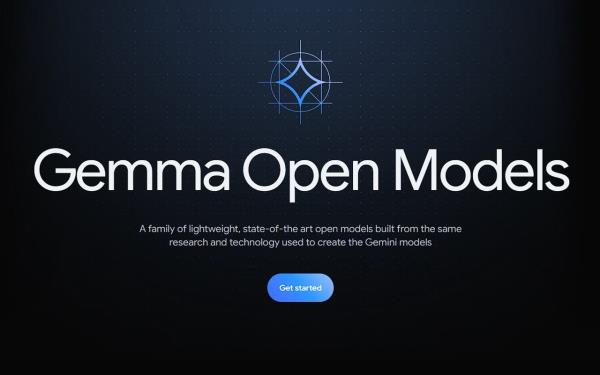 Gemma Open Models
A family of lightweight, state-of-the art open models built from the same
research and technology used to create the Gemini models
Get started